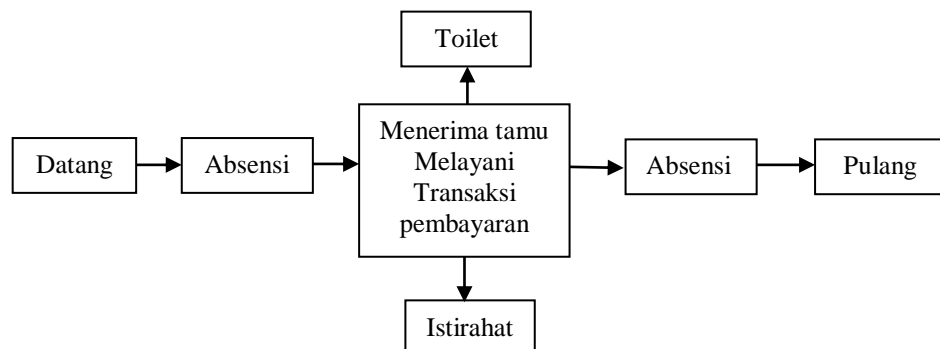 Toilet
Datang
Absensi
Menerima tamu
Melayani
Transaksi
pembayaran
Absensi
Pulang
Istirahat